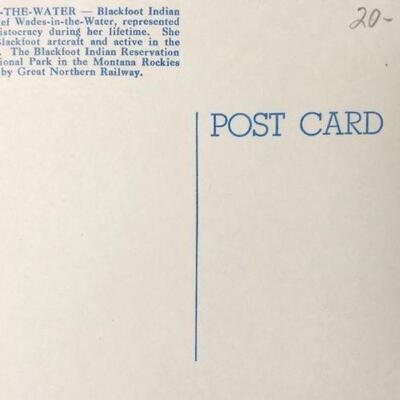 -THE-WATER — Blackfoot Indian
ef Wades-in-the-Water, represented
istocracy during her lifetime. She
Blackfoot artcraft and active in the
. The Blackfoot Indian Reservation
ional Park in the Montana Rockies
by Great Northern Railway.
20-
POST CARD